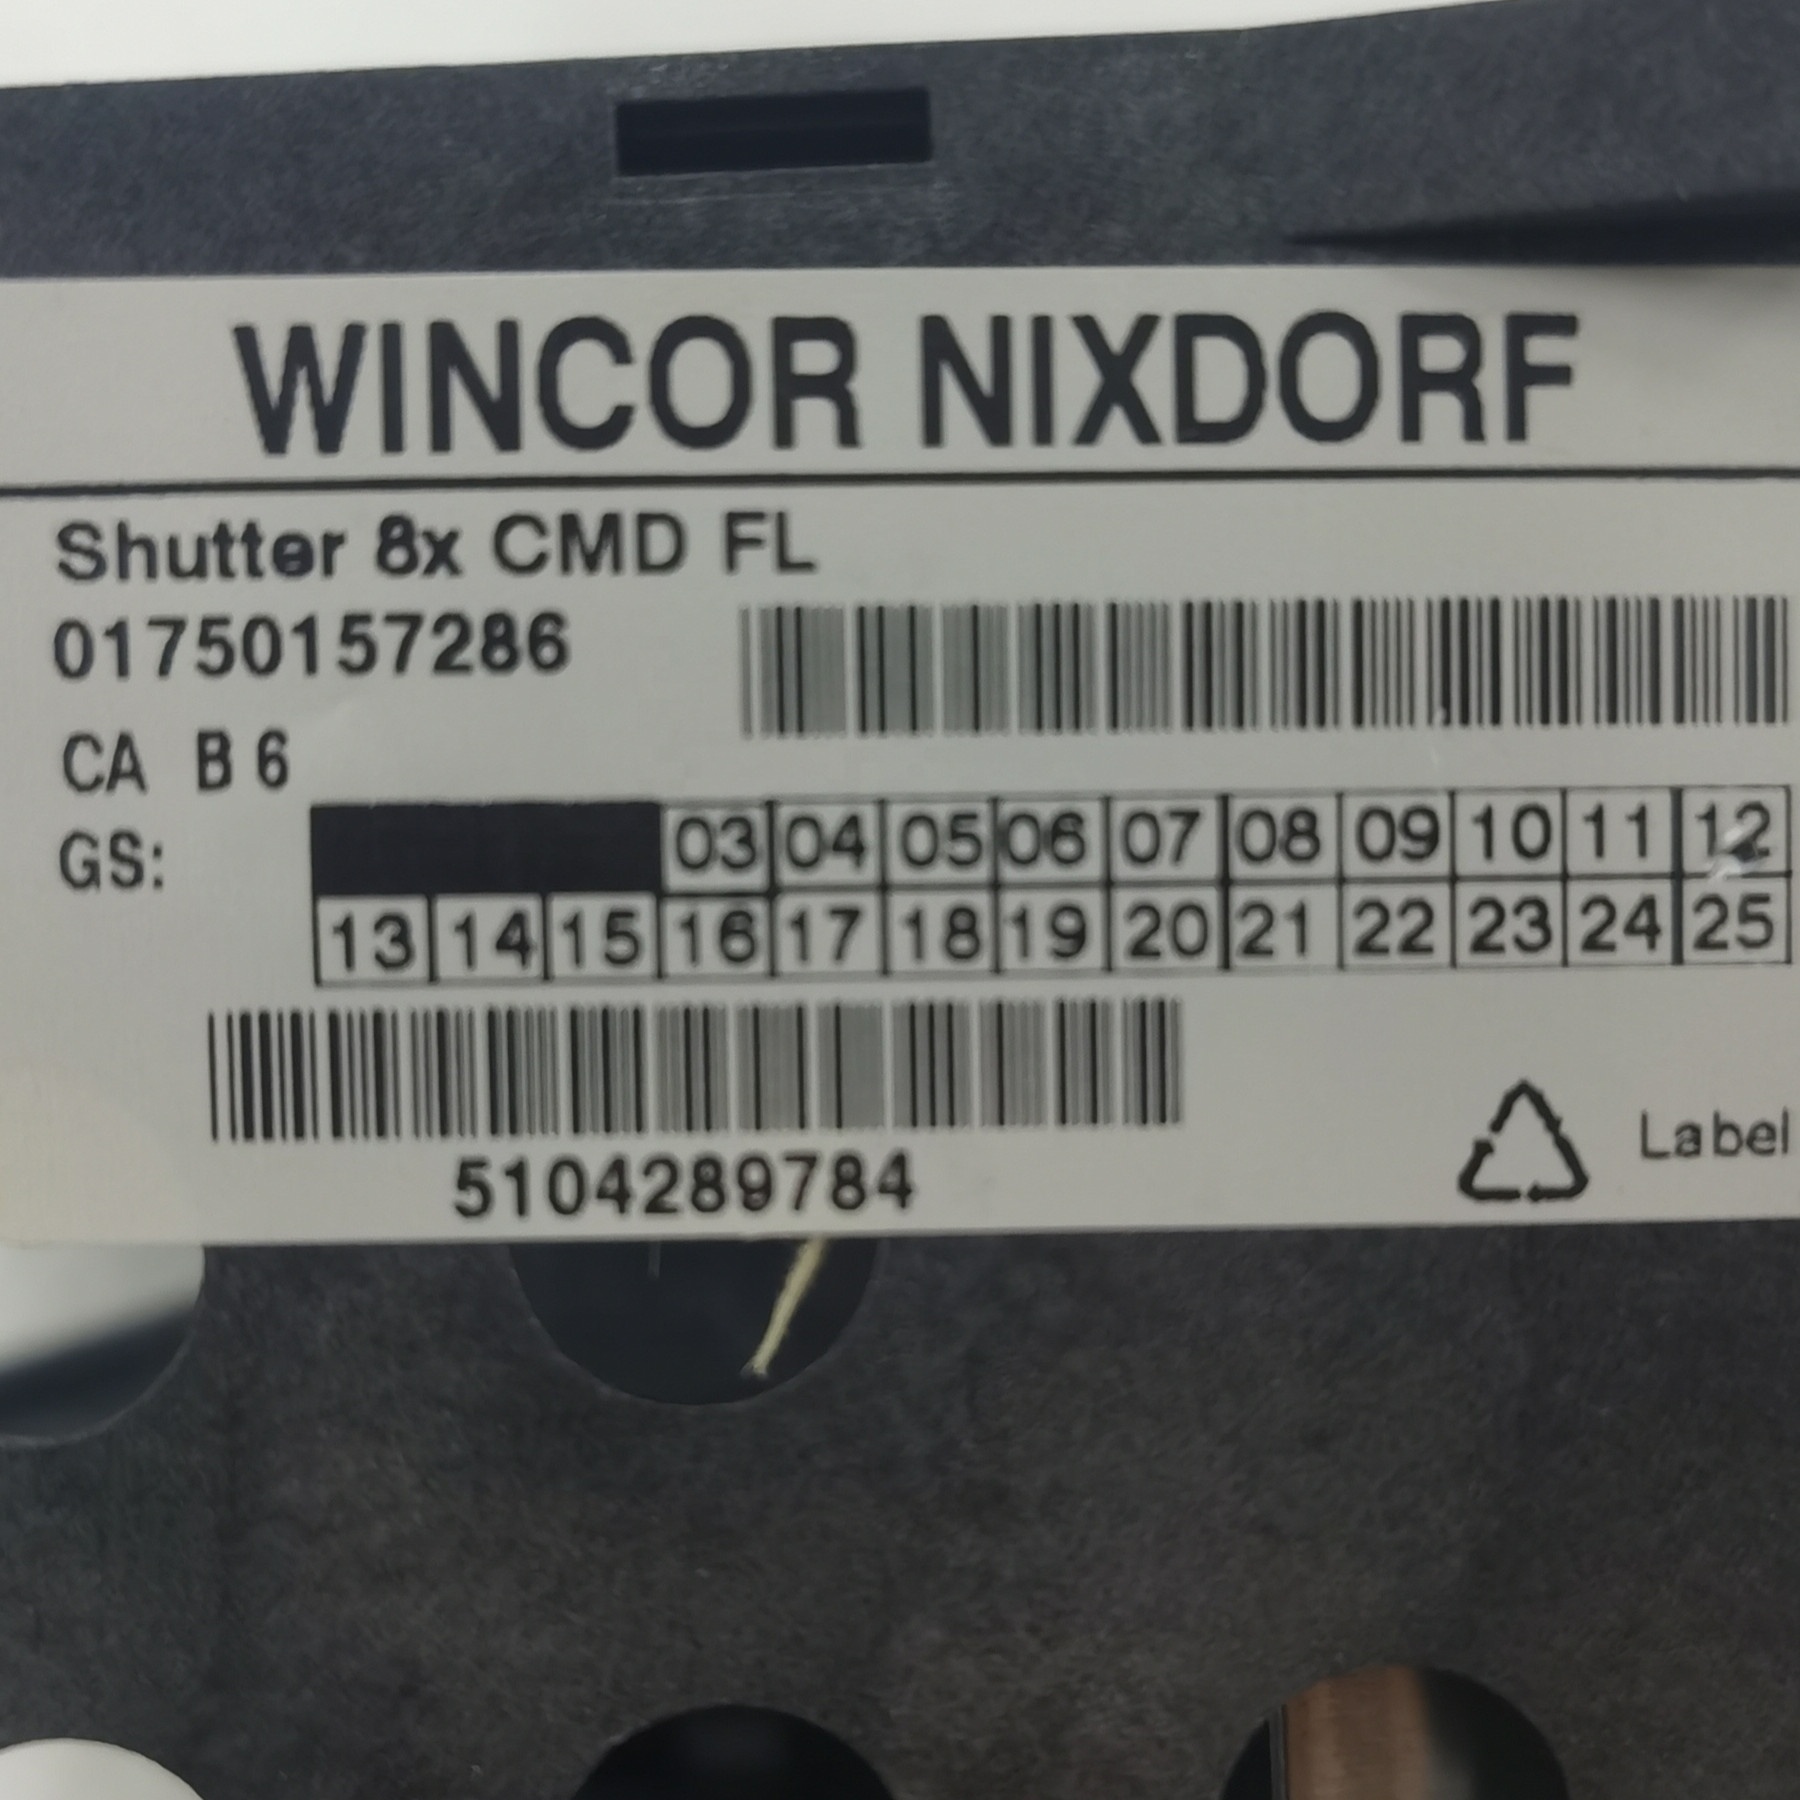 WINCOR NIXDORF
Shutter 8x CMD FL
01750157286
CA B 6
GS:
03 04 05 06 07 08 09 10 11 12
13 14 15 16 17 18 19 20 21 22 23 24 25
5104289784
Label